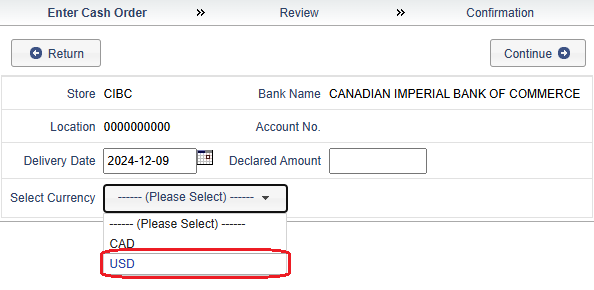 Enter Cash Order » Review » Confirmation
Return Continue
Store CIBC Bank Name CANADIAN IMPERIAL BANK OF COMMERCE
Location 0000000000 Account No.
Delivery Date 2024-12-09 Declared Amount
Select Currency ------ (Please Select) ------
------ (Please Select) ------
CAD
USD